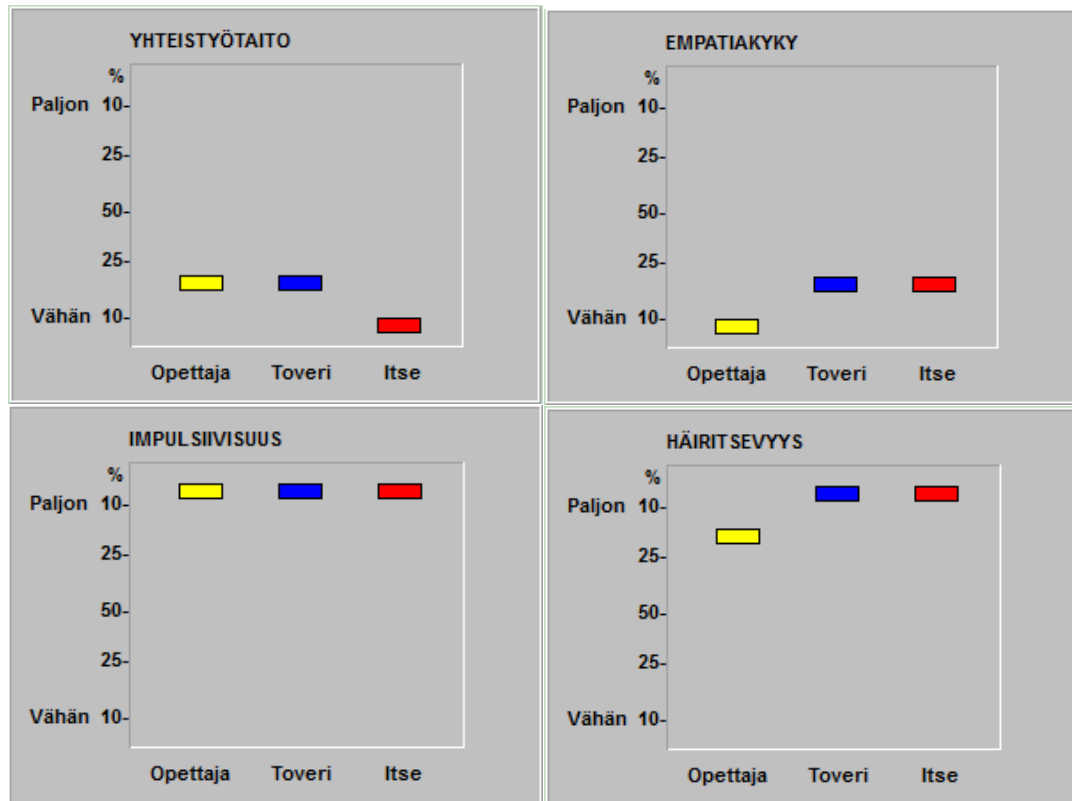 YHTEISTYÖTAITO
%
Paljon 10-
25-
50-
25-
Vähän 10-
Opettaja Toveri Itse
EMPATIAKYKY
%
Paljon 10-
25-
50-
25-
Vähän 10-
Opettaja Toveri Itse
IMPULSIIVISUUS
%
Paljon 10-
25-
50-
25-
Vähän 10-
Opettaja Toveri Itse
HÄIRITSEVYYS
%
Paljon 10-
25-
50-
25-
Vähän 10-
Opettaja Toveri Itse